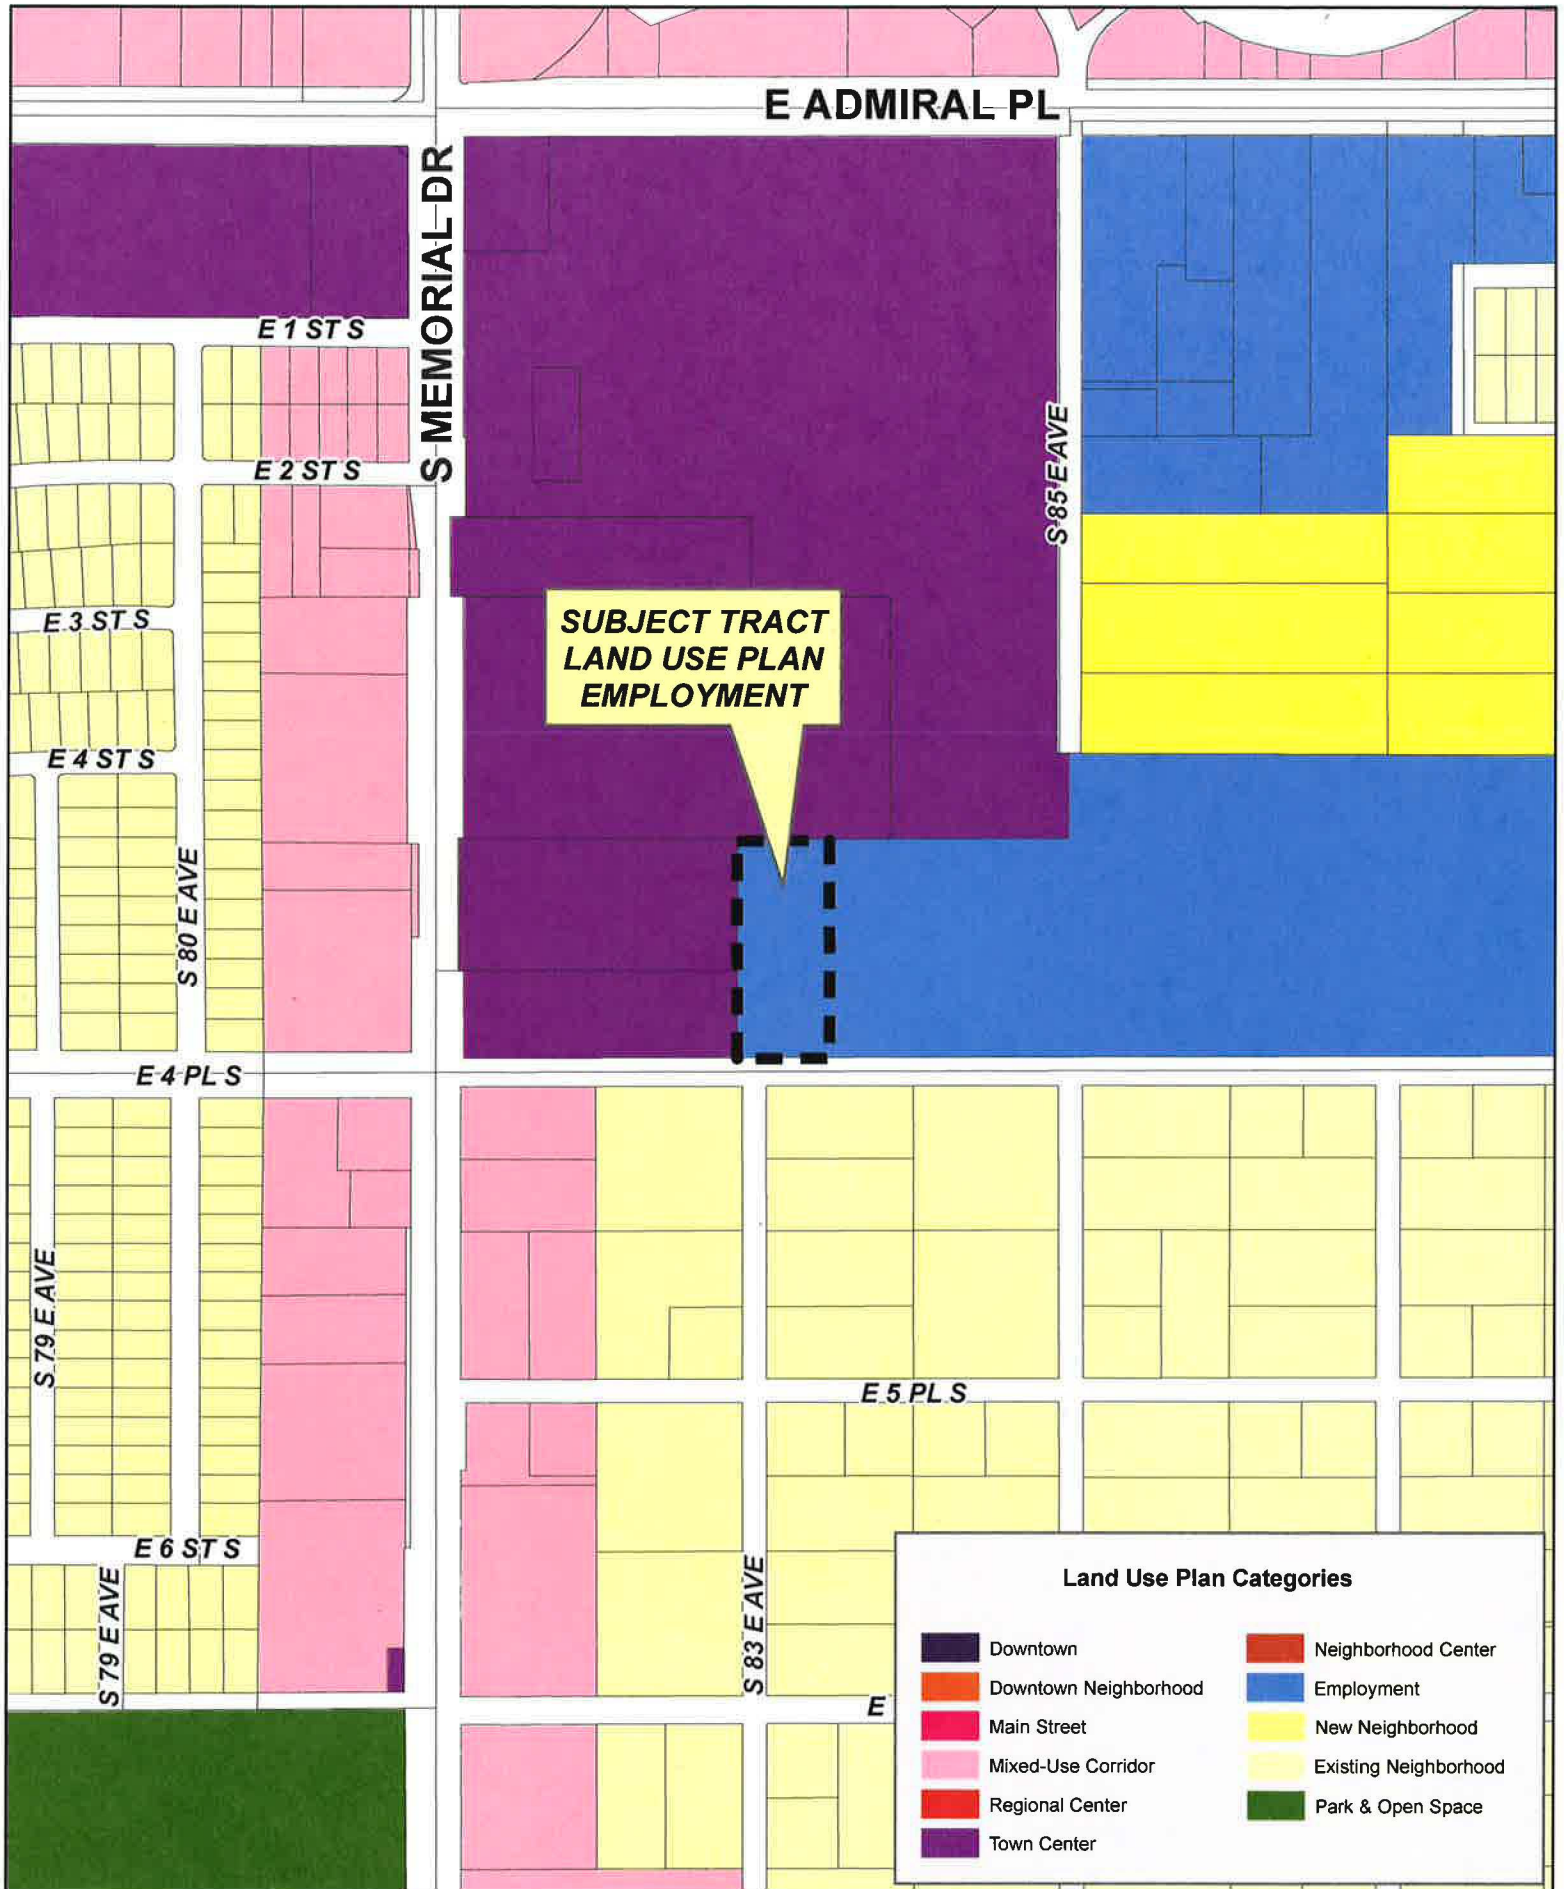 E ADMIRAL PL
S MEMORIAL DR
E 1 ST S
E 2 ST S
S 85 E AVE
SUBJECT TRACT
LAND USE PLAN
EMPLOYMENT
E 3 ST S
E 4 ST S
S 80 E AVE
E 4 PL S
S 79 E AVE
E 5 PL S
E 6 ST S
S 79 E AVE
S 83 E AVE
E
Land Use Plan Categories
Downtown
Downtown Neighborhood
Main Street
Mixed-Use Corridor
Regional Center
Town Center
Neighborhood Center
Employment
New Neighborhood
Existing Neighborhood
Park & Open Space